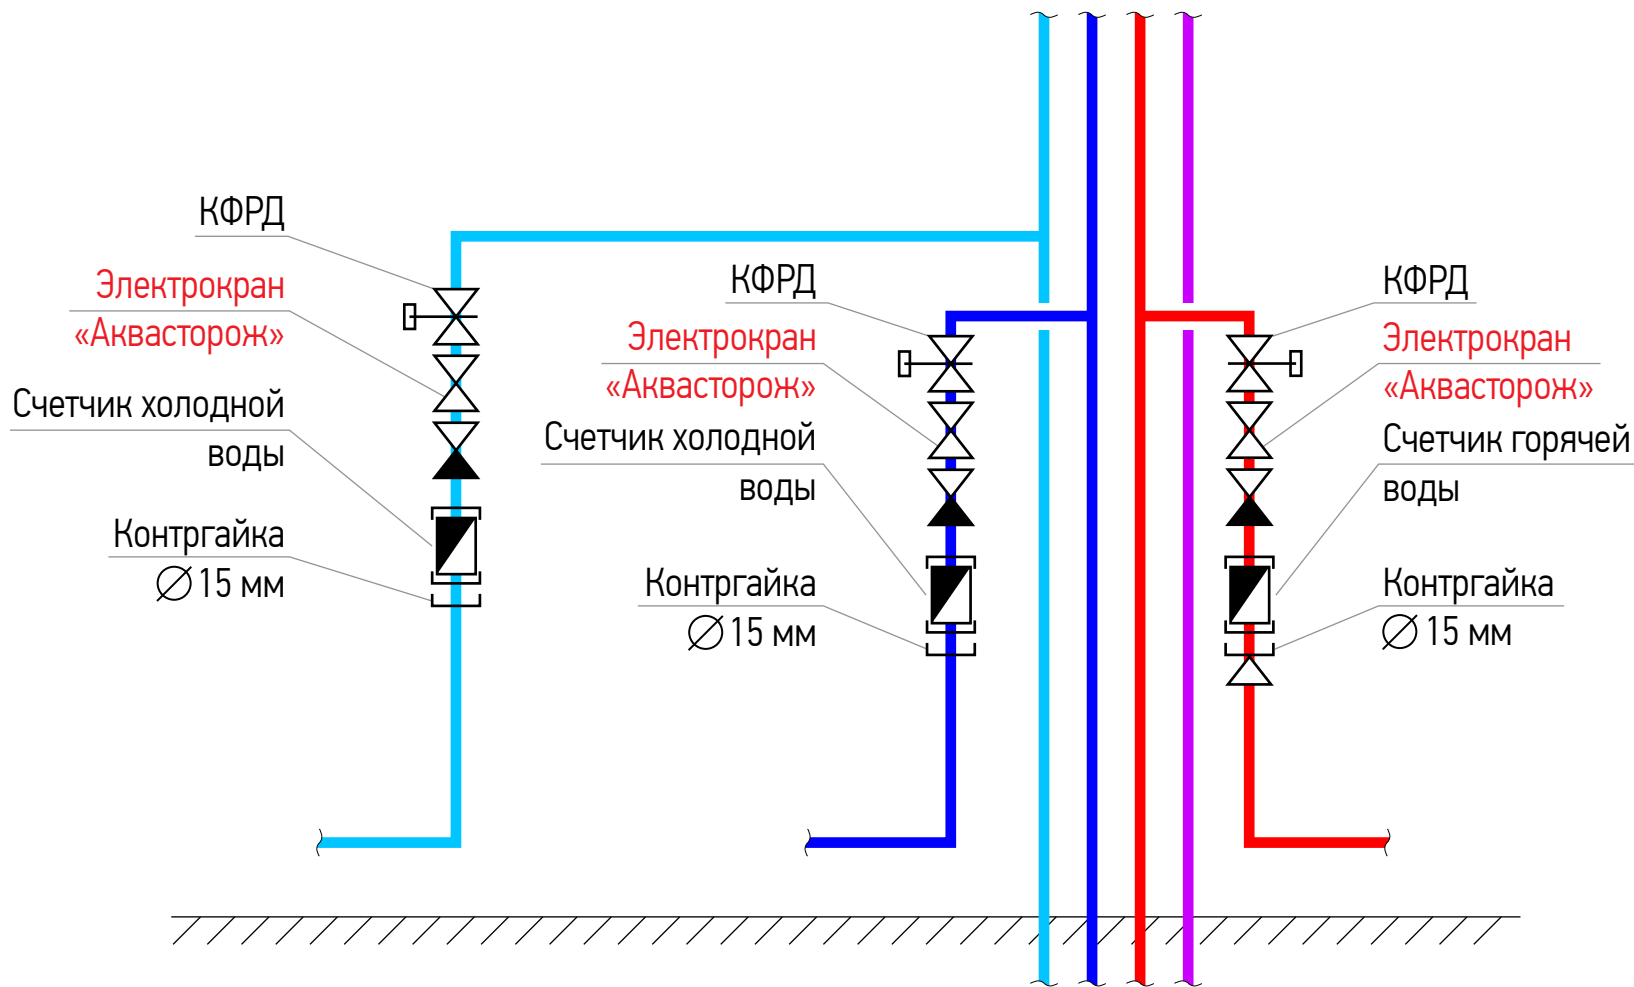 КФРД
Электрокран
«Аквасторож»
Счетчик холодной
воды
Контргайка
Ø 15 мм
КФРД
Электрокран
«Аквасторож»
Счетчик холодной
воды
Контргайка
Ø 15 мм
КФРД
Электрокран
«Аквасторож»
Счетчик горячей
воды
Контргайка
Ø 15 мм